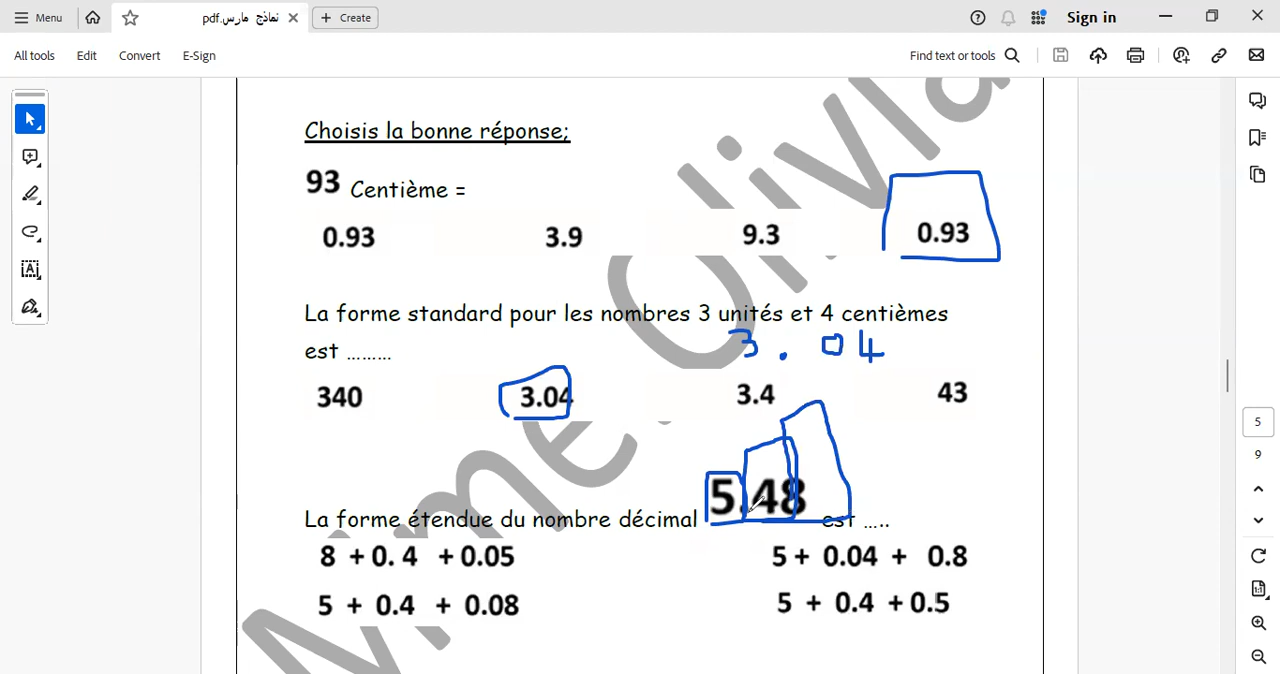 Menu
نماذج مارس.pdf
Create
Sign in
All tools Edit Convert E-Sign
Find text or tools
Choisis la bonne réponse;
93 Centième =
0.93 3.9 9.3 0.93
La forme standard pour les nombres 3 unités et 4 centièmes
est ………
3.04
340 3.04 3.4 43
La forme étendue du nombre décimal 5.48 est …..
8 + 0.4 + 0.05 5 + 0.04 + 0.8
5 + 0.4 + 0.08 5 + 0.4 + 0.5
5
9
Mme Olivia